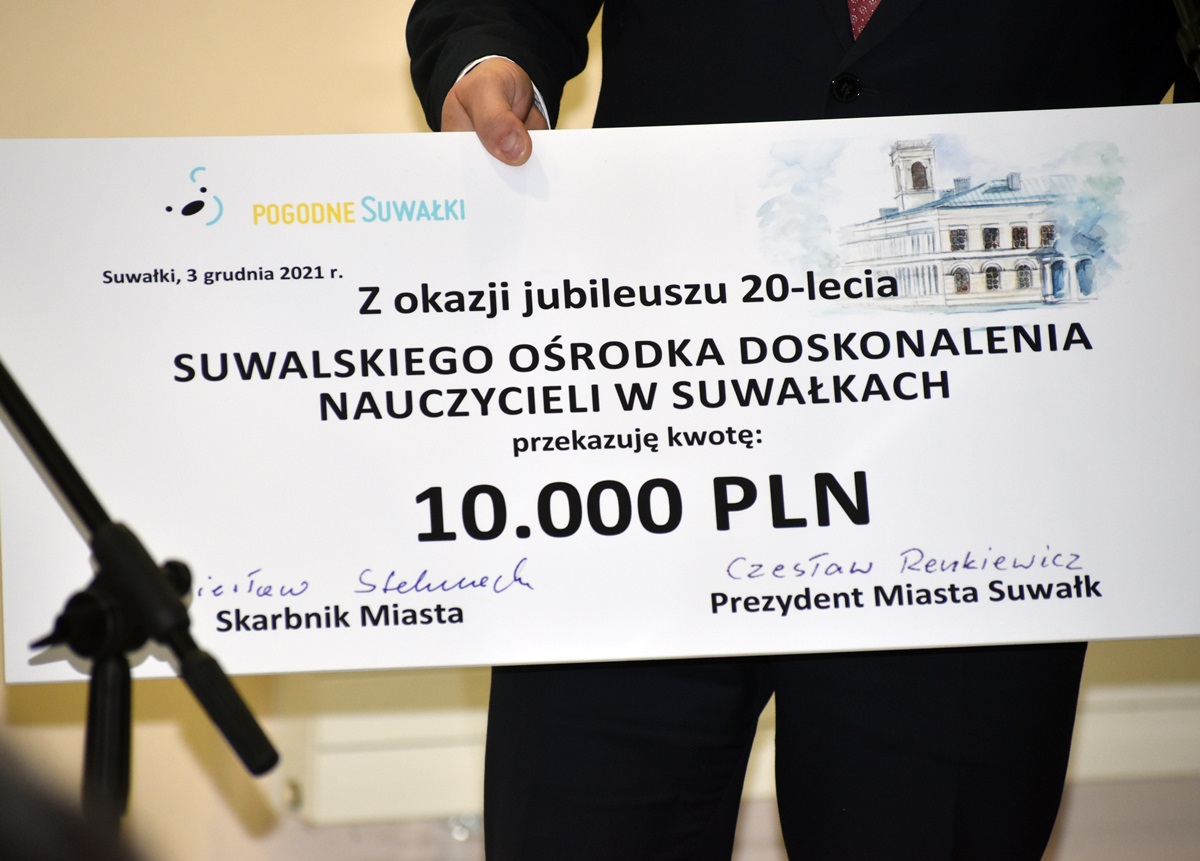 POGODNE SUWAŁKI
Suwałki, 3 grudnia 2021 r.
Z okazji jubileuszu 20-lecia
SUWALSKIEGO OŚRODKA DOSKONALENIA
NAUCZYCIELI W SUWAŁKACH
przekazuję kwotę:
10.000 PLN
Czesław Renkiewicz
Skarbnik Miasta
Prezydent Miasta Suwałk